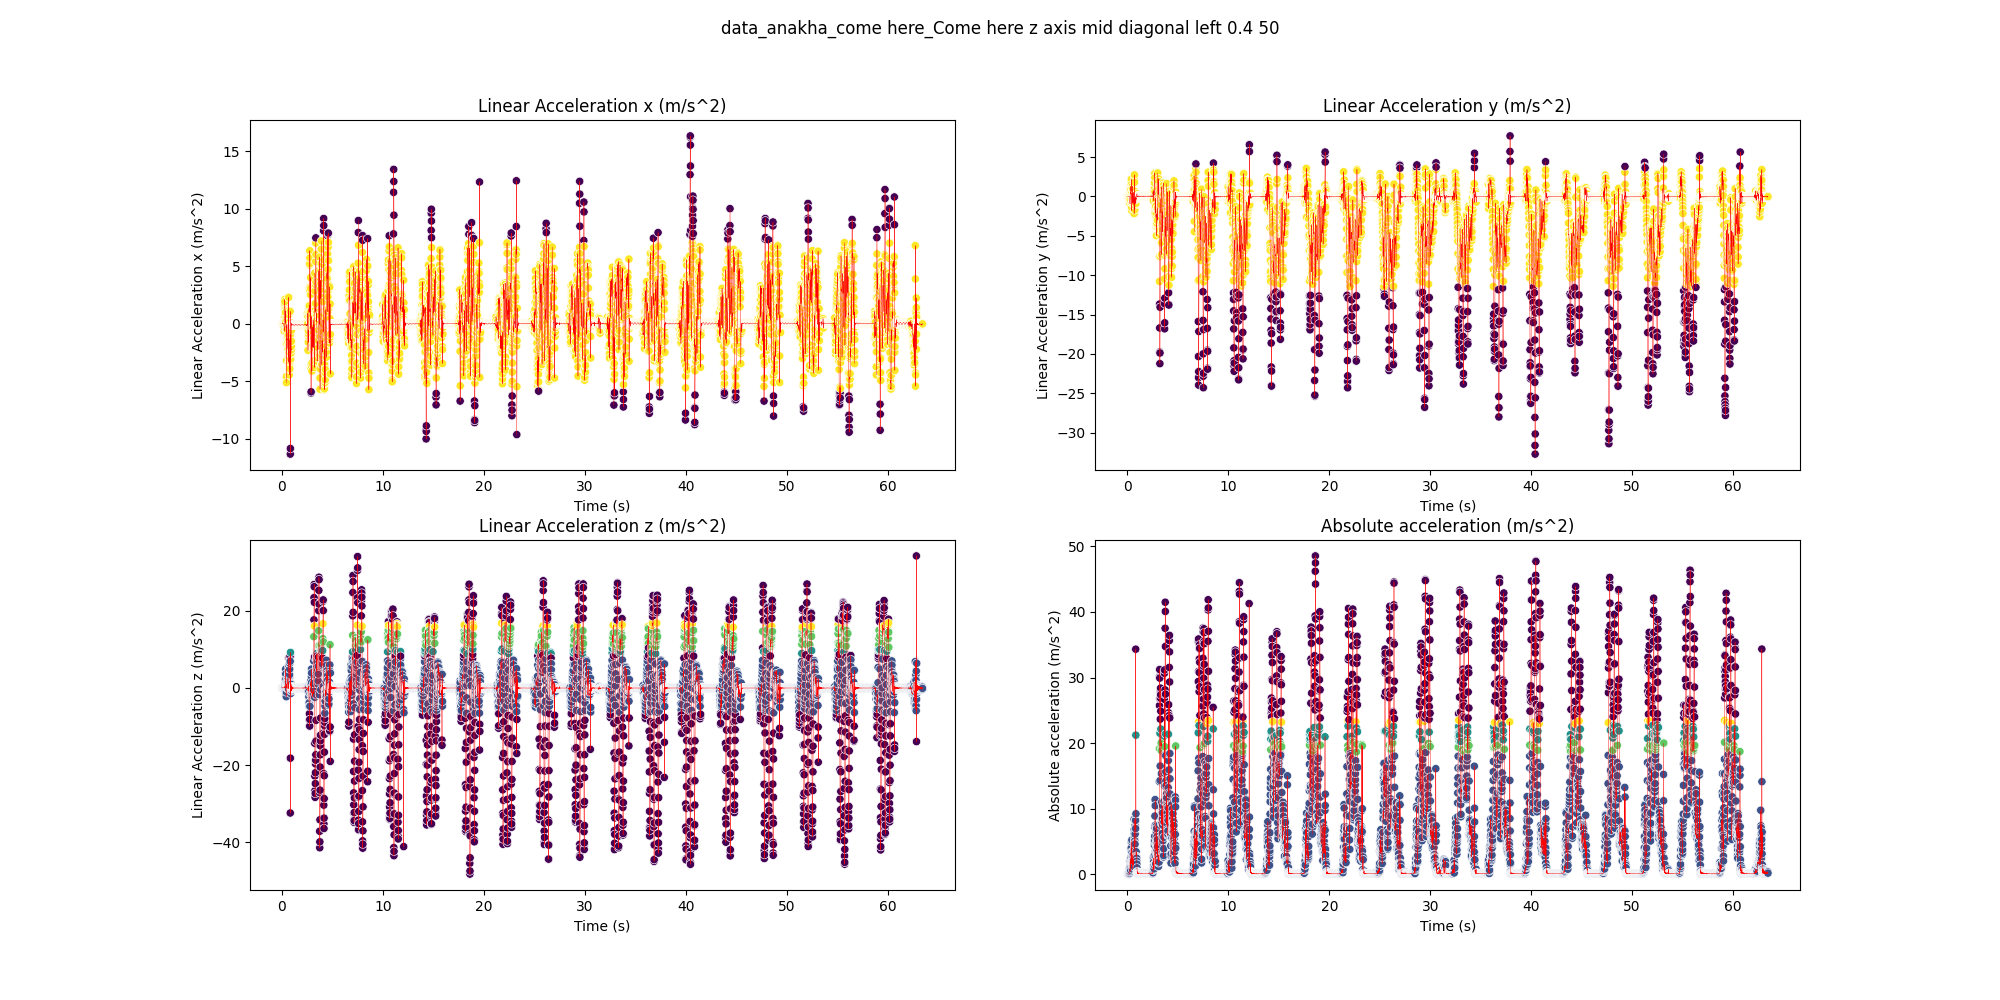 data_anakha_come here_Come here z axis mid diagonal left 0.4 50
Linear Acceleration x (m/s^2)
Linear Acceleration x (m/s^2)
15
10
5
0
−5
−10
0 10 20 30 40 50 60
Time (s)
Linear Acceleration y (m/s^2)
Linear Acceleration y (m/s^2)
5
0
−5
−10
−15
−20
−25
−30
0 10 20 30 40 50 60
Time (s)
Linear Acceleration z (m/s^2)
Linear Acceleration z (m/s^2)
20
0
−20
−40
0 10 20 30 40 50 60
Time (s)
Absolute acceleration (m/s^2)
Absolute acceleration (m/s^2)
50
40
30
20
10
0
0 10 20 30 40 50 60
Time (s)